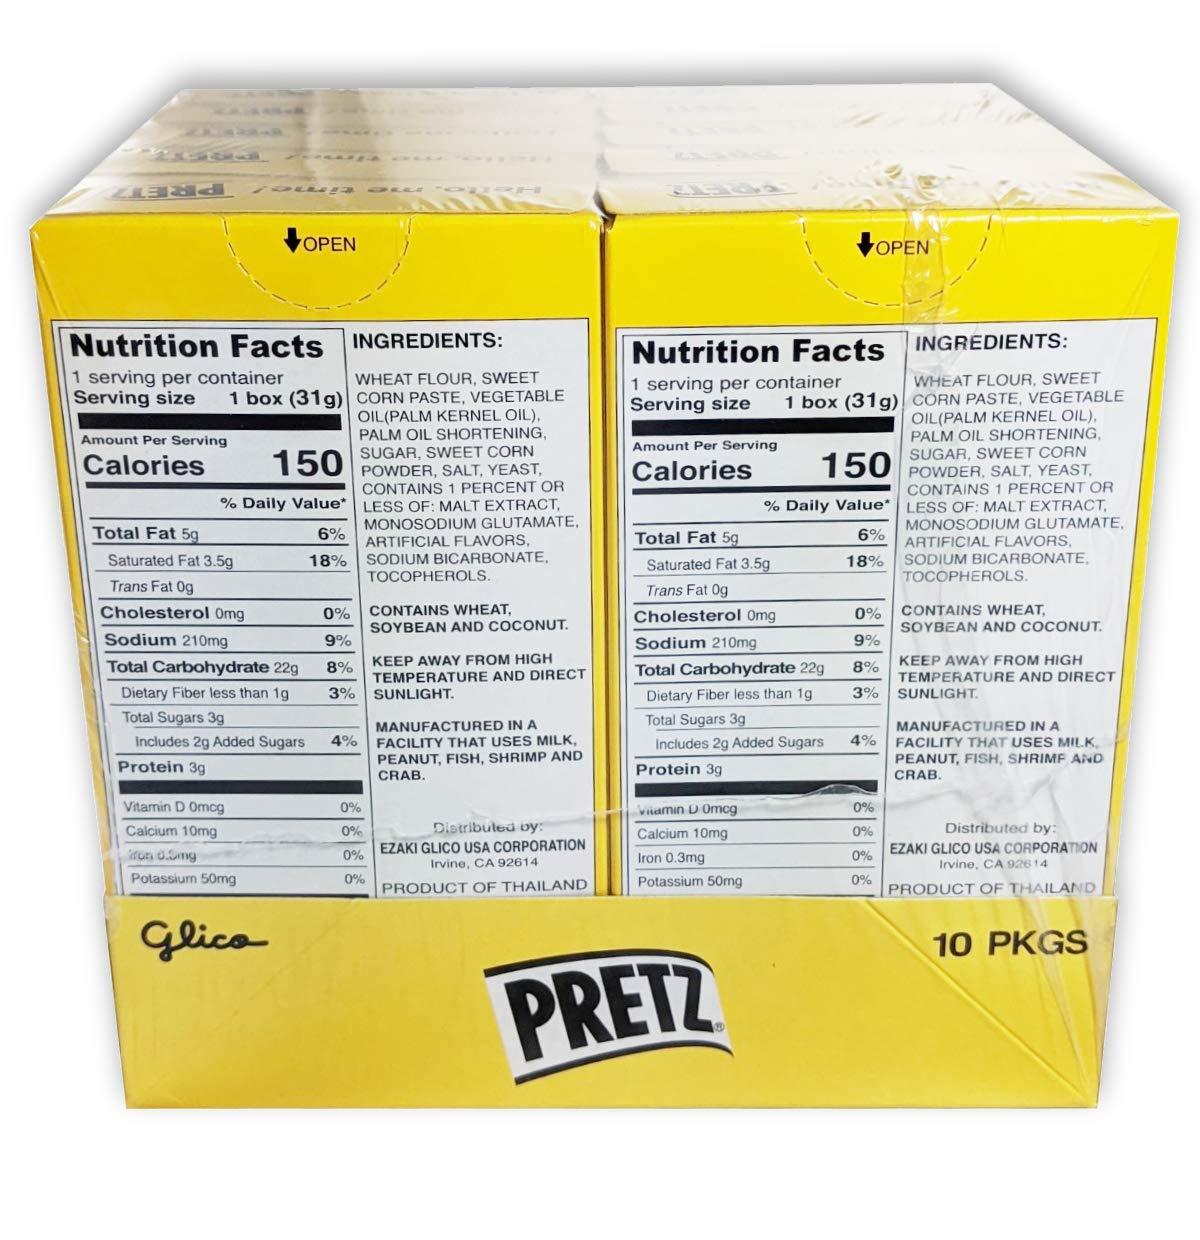 PRETZ
Hello, me time!
PRETZ
OPEN
Nutrition Facts
1 serving per container
Serving size 1 box (31g)
Amount Per Serving
Calories 150
% Daily Value*
Total Fat 5g 6%
Saturated Fat 3.5g 18%
Trans Fat 0g
Cholesterol 0mg 0%
Sodium 210mg 9%
Total Carbohydrate 22g 8%
Dietary Fiber less than 1g 3%
Total Sugars 3g
Includes 2g Added Sugars 4%
Protein 3g
Vitamin D 0mcg 0%
Calcium 10mg 0%
Iron 0.3mg 0%
Potassium 50mg 0%
INGREDIENTS:
WHEAT FLOUR, SWEET
CORN PASTE, VEGETABLE
OIL(PALM KERNEL OIL),
PALM OIL SHORTENING,
SUGAR, SWEET CORN
POWDER, SALT, YEAST,
CONTAINS 1 PERCENT OR
LESS OF: MALT EXTRACT,
MONOSODIUM GLUTAMATE,
ARTIFICIAL FLAVORS,
SODIUM BICARBONATE,
TOCOPHEROLS.
CONTAINS WHEAT,
SOYBEAN AND COCONUT.
KEEP AWAY FROM HIGH
TEMPERATURE AND DIRECT
SUNLIGHT.
MANUFACTURED IN A
FACILITY THAT USES MILK,
PEANUT, FISH, SHRIMP AND
CRAB.
Distributed by:
EZAKI GLICO USA CORPORATION
Irvine, CA 92614
PRODUCT OF THAILAND
OPEN
Nutrition Facts
1 serving per container
Serving size 1 box (31g)
Amount Per Serving
Calories 150
% Daily Value*
Total Fat 5g 6%
Saturated Fat 3.5g 18%
Trans Fat 0g
Cholesterol 0mg 0%
Sodium 210mg 9%
Total Carbohydrate 22g 8%
Dietary Fiber less than 1g 3%
Total Sugars 3g
Includes 2g Added Sugars 4%
Protein 3g
Vitamin D 0mcg 0%
Calcium 10mg 0%
Iron 0.3mg 0%
Potassium 50mg 0%
INGREDIENTS:
WHEAT FLOUR, SWEET
CORN PASTE, VEGETABLE
OIL(PALM KERNEL OIL),
PALM OIL SHORTENING,
SUGAR, SWEET CORN
POWDER, SALT, YEAST,
CONTAINS 1 PERCENT OR
LESS OF: MALT EXTRACT,
MONOSODIUM GLUTAMATE,
ARTIFICIAL FLAVORS,
SODIUM BICARBONATE,
TOCOPHEROLS.
CONTAINS WHEAT,
SOYBEAN AND COCONUT.
KEEP AWAY FROM HIGH
TEMPERATURE AND DIRECT
SUNLIGHT.
MANUFACTURED IN A
FACILITY THAT USES MILK,
PEANUT, FISH, SHRIMP AND
CRAB.
Distributed by:
EZAKI GLICO USA CORPORATION
Irvine, CA 92614
PRODUCT OF THAILAND
Glico
PRETZ®
10 PKGS